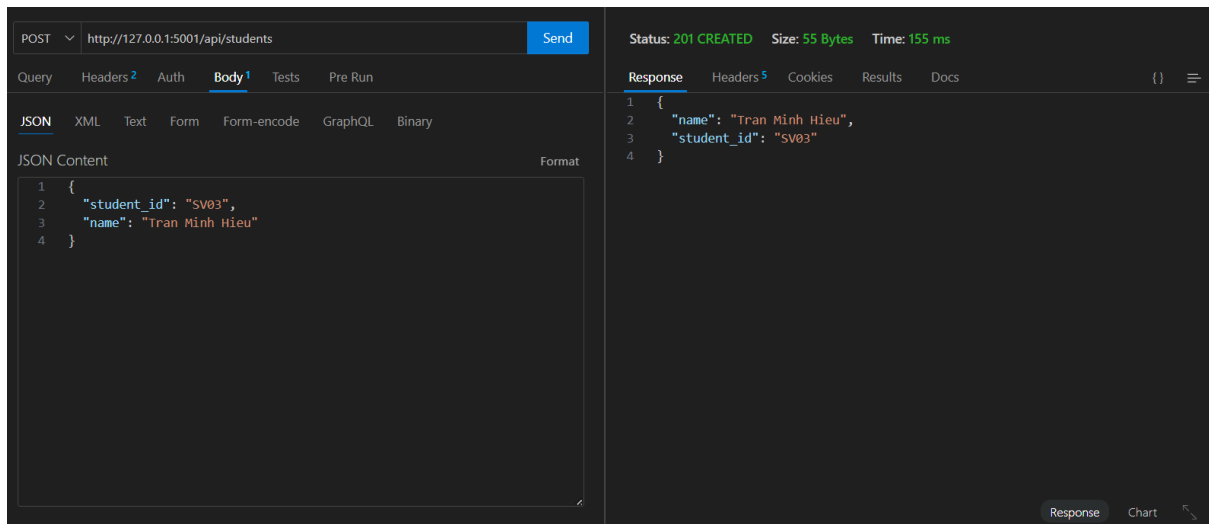 POST http://127.0.0.1:5001/api/students Send
Query Headers 2 Auth Body 1 Tests Pre Run
JSON XML Text Form Form-encode GraphQL Binary
JSON Content Format
1 {
2 "student_id": "SV03",
3 "name": "Tran Minh Hieu"
4 }
Status: 201 CREATED Size: 55 Bytes Time: 155 ms
Response Headers 5 Cookies Results Docs { }
1 {
2 "name": "Tran Minh Hieu",
3 "student_id": "SV03"
4 }
Response Chart